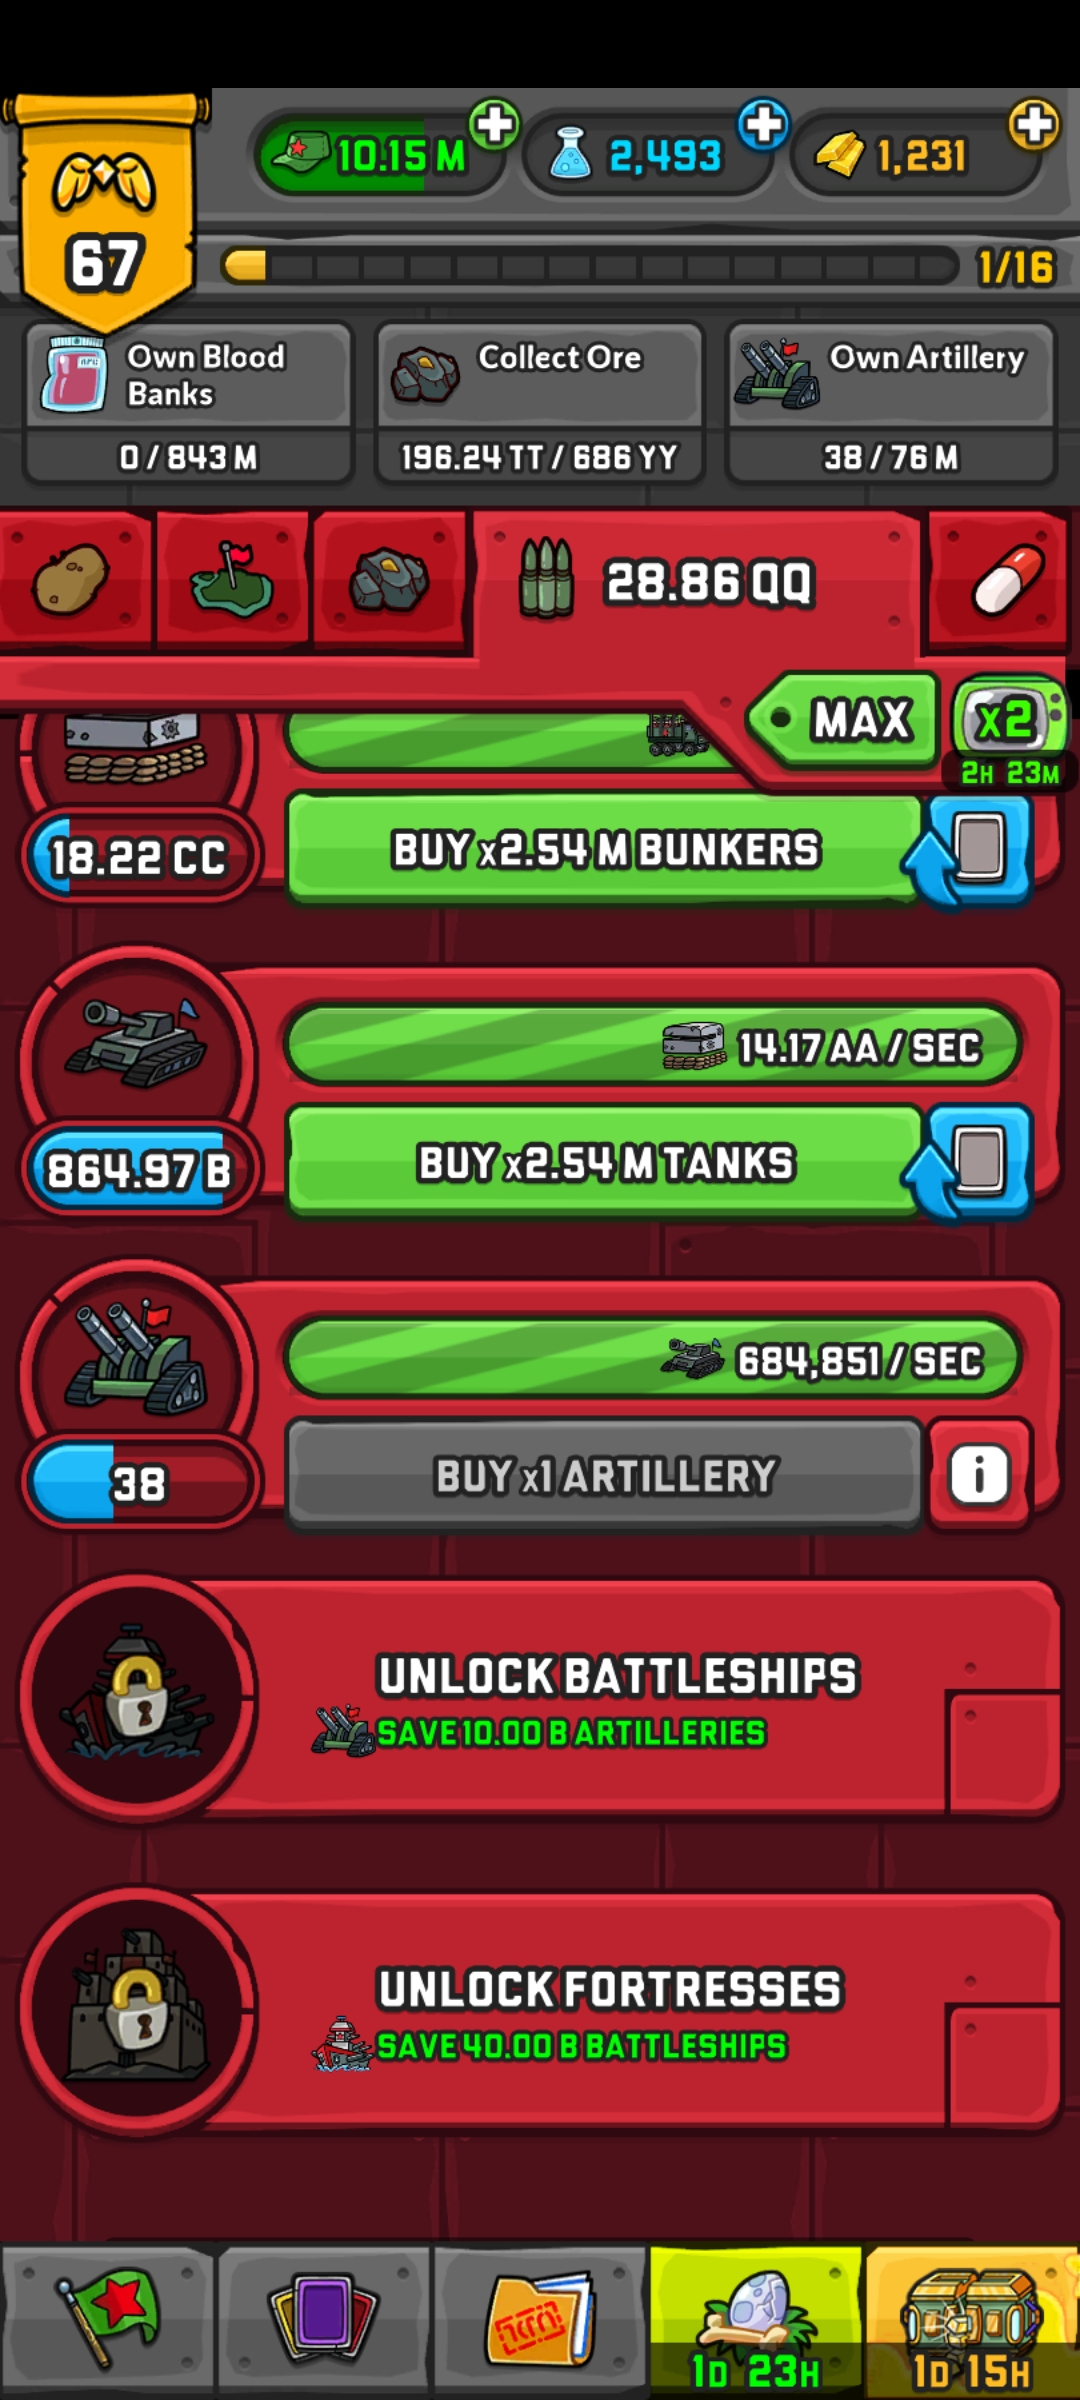 10.15 M
2,493
1,231
67
1/16
Own Blood
Banks
0 / 843 M
Collect Ore
196.24 TT / 686 YY
Own Artillery
38 / 76 M
28.86 QQ
MAX
x2
2H 23M
18.22 CC
BUY x2.54 M BUNKERS
14.17 AA / SEC
864.97 B
BUY x2.54 M TANKS
684,851 / SEC
38
BUY x1 ARTILLERY
i
UNLOCK BATTLESHIPS
SAVE 10.00 B ARTILLERIES
UNLOCK FORTRESSES
SAVE 40.00 B BATTLESHIPS
1D 23H
1D 15H